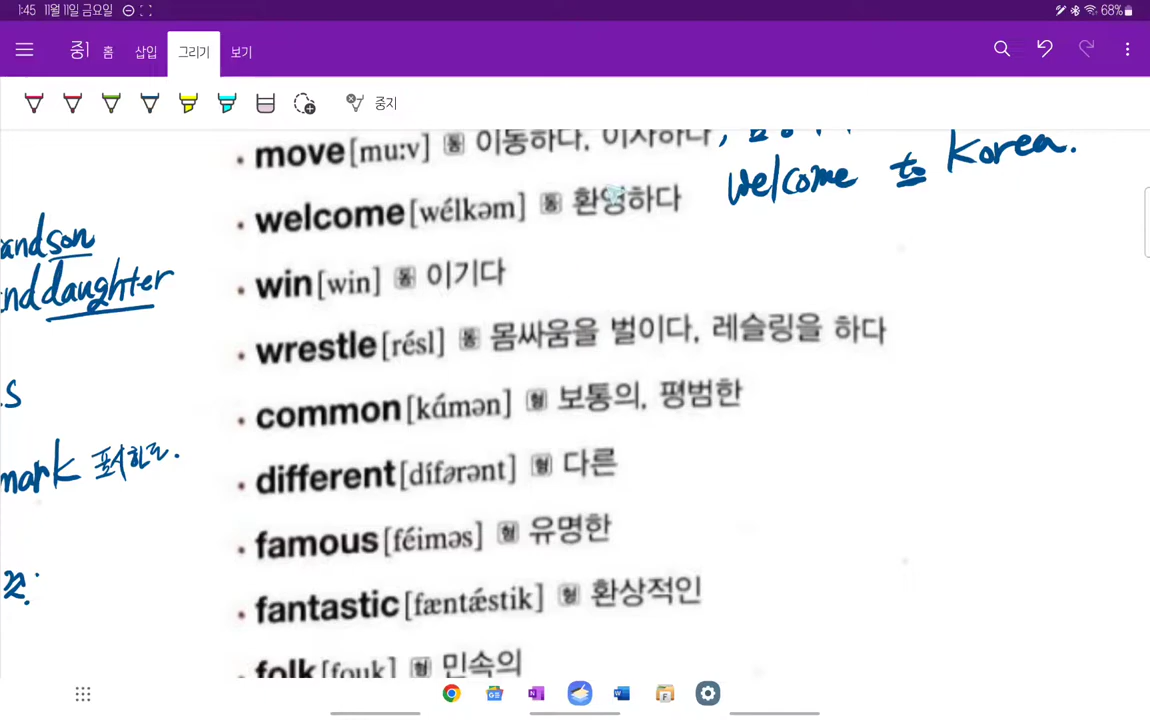 1:45 11월 11일 금요일 68%
중1 홈 삽입 그리기 보기
중지
• move[mu:v] 동 이동하다, 이사하다,
welcome to Korea.
• welcome[wélkəm] 동 환영하다
andson
• win[win] 동 이기다
nddaughter
• wrestle[résl] 동 몸싸움을 벌이다, 레슬링을 하다
s
• common[kámən] 형 보통의, 평범한
mark 표시하다.
• different[dífərənt] 형 다른
• famous[féiməs] 형 유명한
• fantastic[fæntǽstik] 형 환상적인
• folk[fouk] 형 민속의